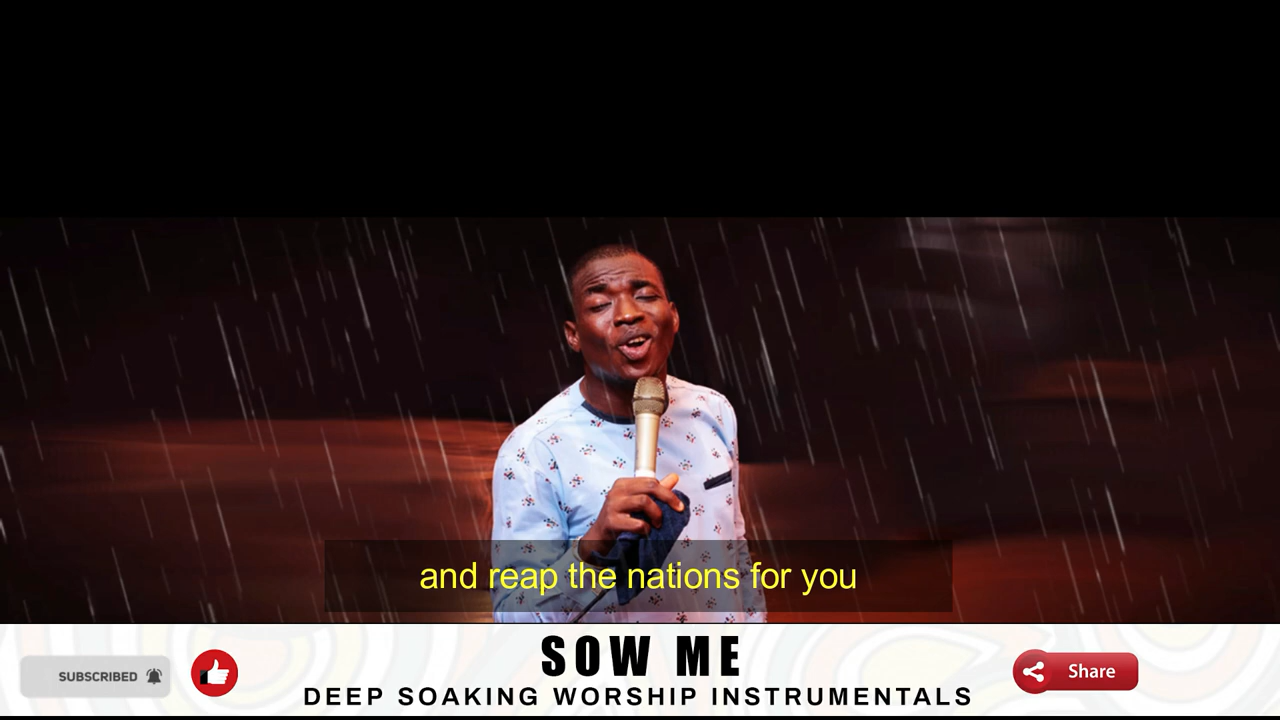 and reap the nations for you
SOW ME
DEEP SOAKING WORSHIP INSTRUMENTALS
SUBSCRIBED
Share